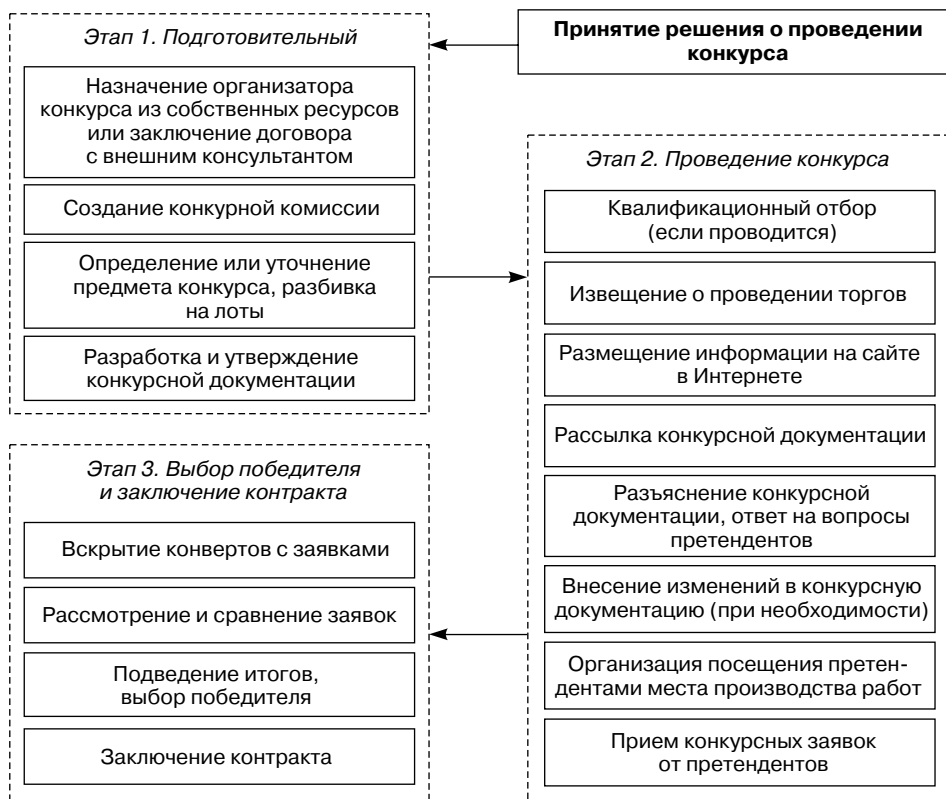 Принятие решения о проведении
конкурса
Этап 1. Подготовительный
Назначение организатора
конкурса из собственных ресурсов
или заключение договора
с внешним консультантом
Создание конкурной комиссии
Определение или уточнение
предмета конкурса, разбивка
на лоты
Разработка и утверждение
конкурсной документации
Этап 2. Проведение конкурса
Квалификационный отбор
(если проводится)
Извещение о проведении торгов
Размещение информации на сайте
в Интернете
Рассылка конкурсной документации
Разъяснение конкурсной
документации, ответ на вопросы
претендентов
Внесение изменений в конкурсную
документацию (при необходимости)
Организация посещения претен-
дентами места производства работ
Прием конкурсных заявок
от претендентов
Этап 3. Выбор победителя
и заключение контракта
Вскрытие конвертов с заявками
Рассмотрение и сравнение заявок
Подведение итогов,
выбор победителя
Заключение контракта